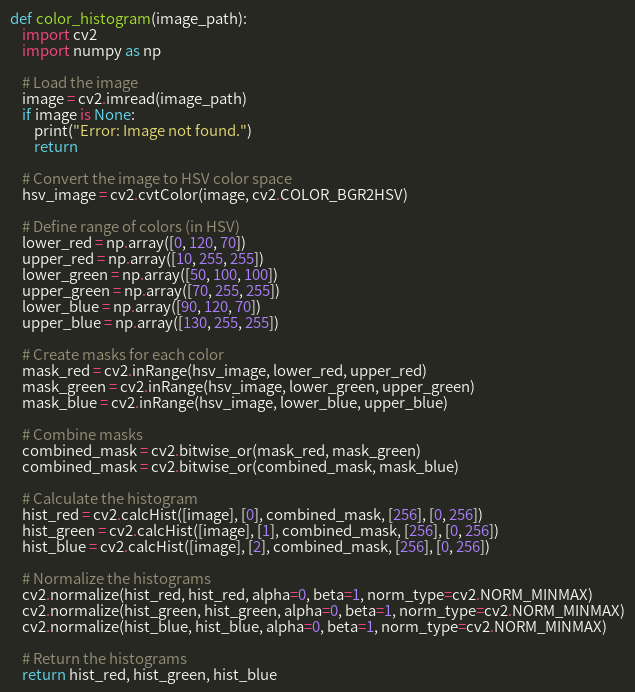 def color_histogram(image_path):
    import cv2
    import numpy as np

    # Load the image
    image = cv2.imread(image_path)
    if image is None:
        print("Error: Image not found.")
        return

    # Convert the image to HSV color space
    hsv_image = cv2.cvtColor(image, cv2.COLOR_BGR2HSV)

    # Define range of colors (in HSV)
    lower_red = np.array([0, 120, 70])
    upper_red = np.array([10, 255, 255])
    lower_green = np.array([50, 100, 100])
    upper_green = np.array([70, 255, 255])
    lower_blue = np.array([90, 120, 70])
    upper_blue = np.array([130, 255, 255])

    # Create masks for each color
    mask_red = cv2.inRange(hsv_image, lower_red, upper_red)
    mask_green = cv2.inRange(hsv_image, lower_green, upper_green)
    mask_blue = cv2.inRange(hsv_image, lower_blue, upper_blue)

    # Combine masks
    combined_mask = cv2.bitwise_or(mask_red, mask_green)
    combined_mask = cv2.bitwise_or(combined_mask, mask_blue)

    # Calculate the histogram
    hist_red = cv2.calcHist([image], [0], combined_mask, [256], [0, 256])
    hist_green = cv2.calcHist([image], [1], combined_mask, [256], [0, 256])
    hist_blue = cv2.calcHist([image], [2], combined_mask, [256], [0, 256])

    # Normalize the histograms
    cv2.normalize(hist_red, hist_red, alpha=0, beta=1, norm_type=cv2.NORM_MINMAX)
    cv2.normalize(hist_green, hist_green, alpha=0, beta=1, norm_type=cv2.NORM_MINMAX)
    cv2.normalize(hist_blue, hist_blue, alpha=0, beta=1, norm_type=cv2.NORM_MINMAX)

    # Return the histograms
    return hist_red, hist_green, hist_blue